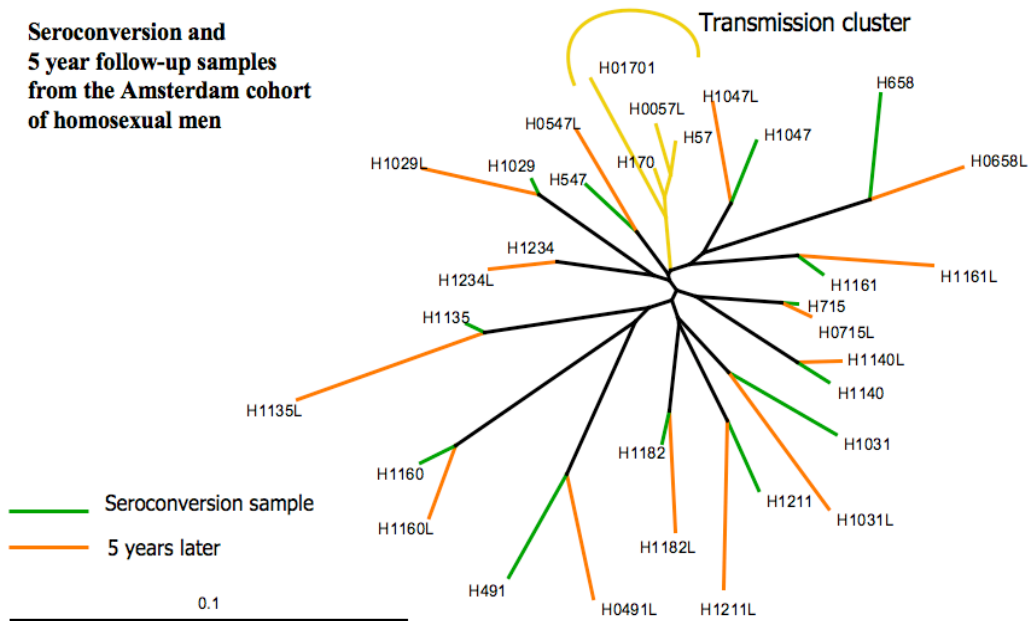 Seroconversion and
5 year follow-up samples
from the Amsterdam cohort
of homosexual men
Transmission cluster
H01701
H658
H0057L
H1047L
H0547L
H57
H1047
H1029L
H1029
H170
H0658L
H547
H1234
H1234L
H1161
H1161L
H715
H1135
H0715L
H1140L
H1140
H1135L
H1031
H1182
H1160
H1211
H1031L
H1160L
H1182L
H491
H0491L
H1211L
Seroconversion sample
5 years later
0.1